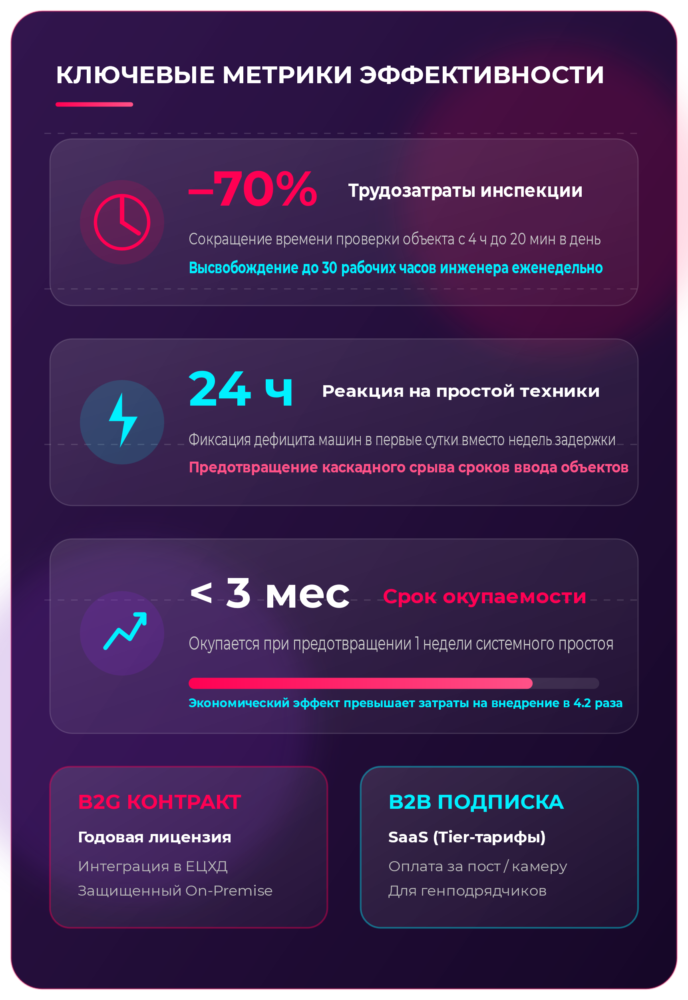 КЛЮЧЕВЫЕ МЕТРИКИ ЭФФЕКТИВНОСТИ
–70% Трудозатраты инспекции
Сокращение времени проверки объекта с 4 ч до 20 мин в день
Высвобождение до 30 рабочих часов инженера еженедельно
24 ч Реакция на простой техники
Фиксация дефицита машин в первые сутки вместо недель задержки
Предотвращение каскадного срыва сроков ввода объектов
< 3 мес Срок окупаемости
Окупается при предотвращении 1 недели системного простоя
Экономический эффект превышает затраты на внедрение в 4.2 раза
B2G КОНТРАКТ
Годовая лицензия
Интеграция в ЕЦХД
Защищенный On-Premise
B2B ПОДПИСКА
SaaS (Tier-тарифы)
Оплата за пост / камеру
Для генподрядчиков